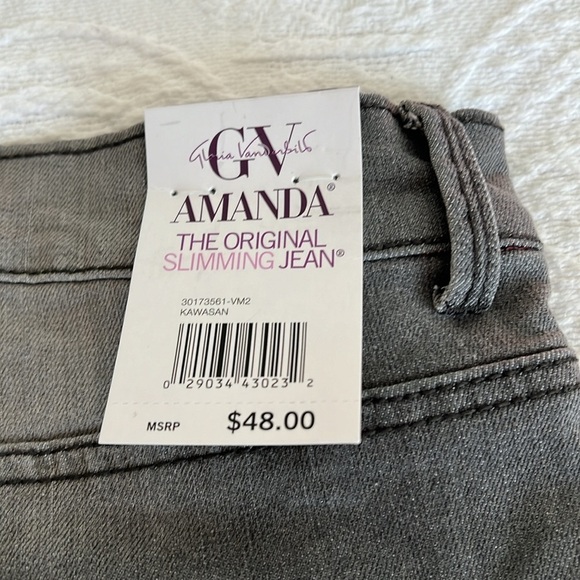 GV
Gloria Vanderbilt
AMANDA®
THE ORIGINAL
SLIMMING JEAN®
30173561-VM2
KAWASAN
0 29034 43023 2
MSRP $48.00